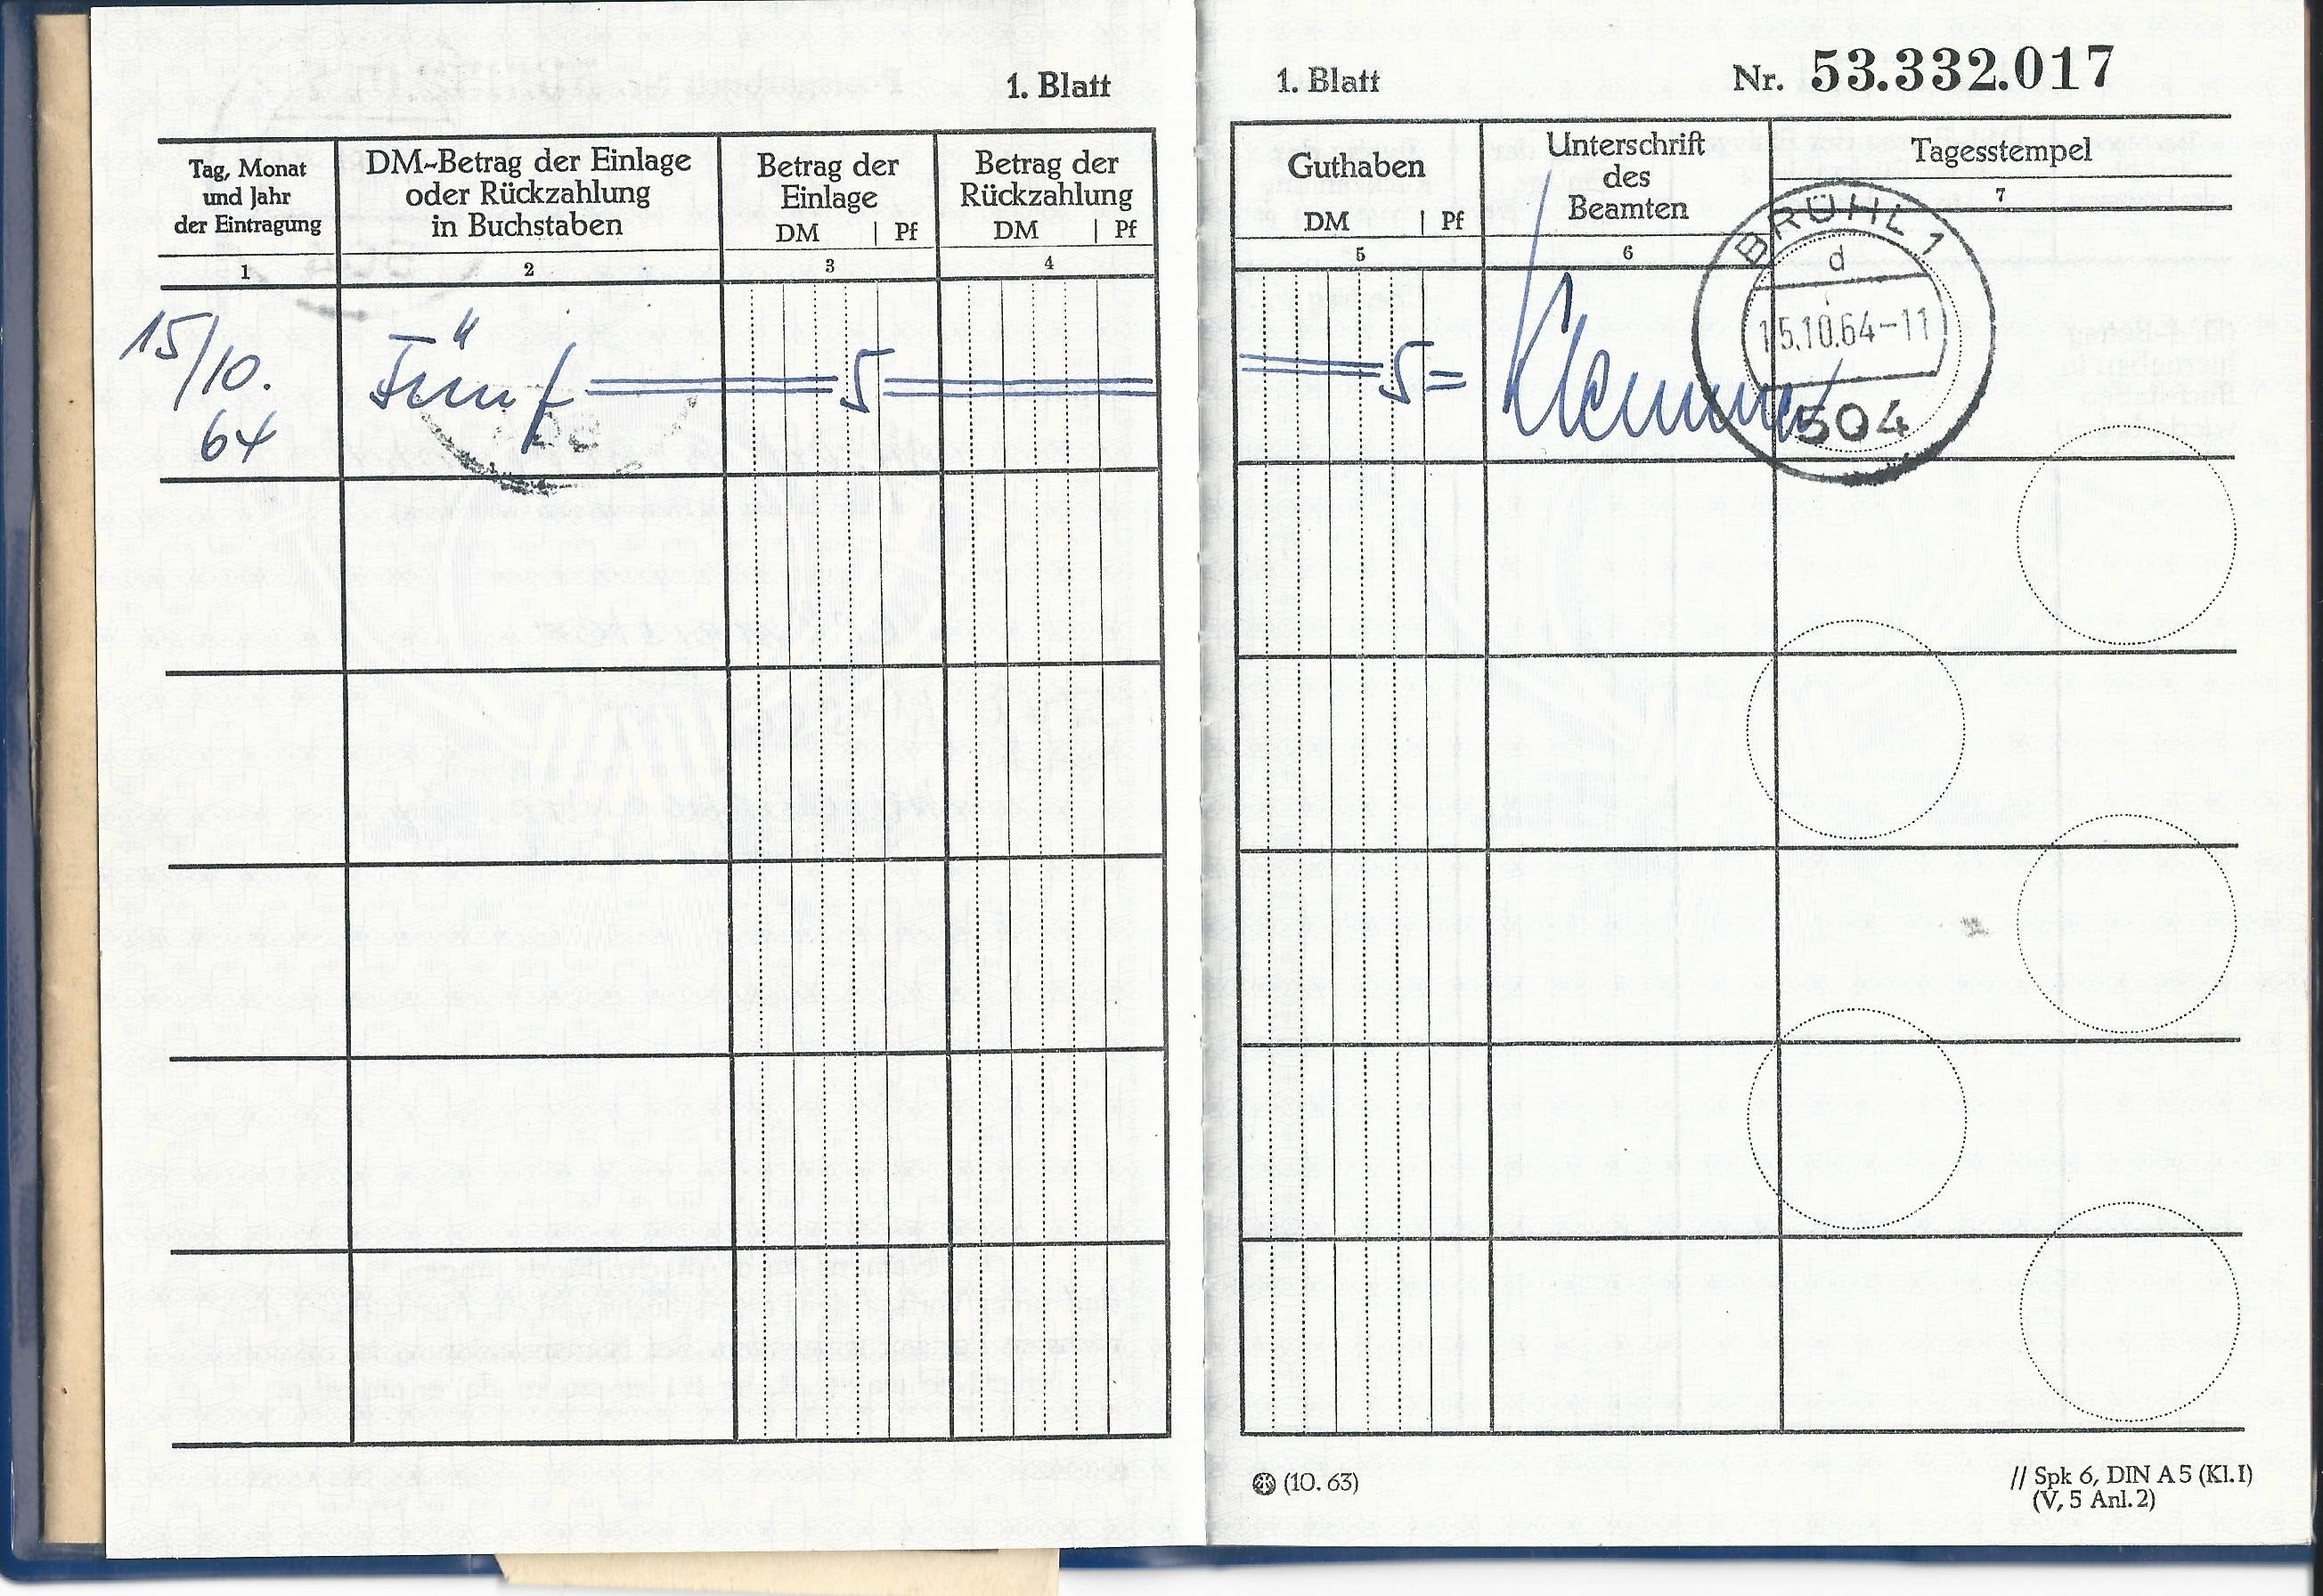 1. Blatt
Tag, Monat
und Jahr
der Eintragung
DM-Betrag der Einlage
oder Rückzahlung
in Buchstaben
Betrag der
Einlage
DM | Pf
Betrag der
Rückzahlung
DM | Pf
1
2
3
4
15/10.
64
Fünf
5
1. Blatt
Nr. 53.332.017
Guthaben
DM | Pf
Unterschrift
des
Beamten
Tagesstempel
5
6
7
5 =
BRÜHL 1
d
15.10.64-11
504
(10. 63)
// Spk 6, DIN A 5 (Kl. I)
(V, 5 Anl. 2)